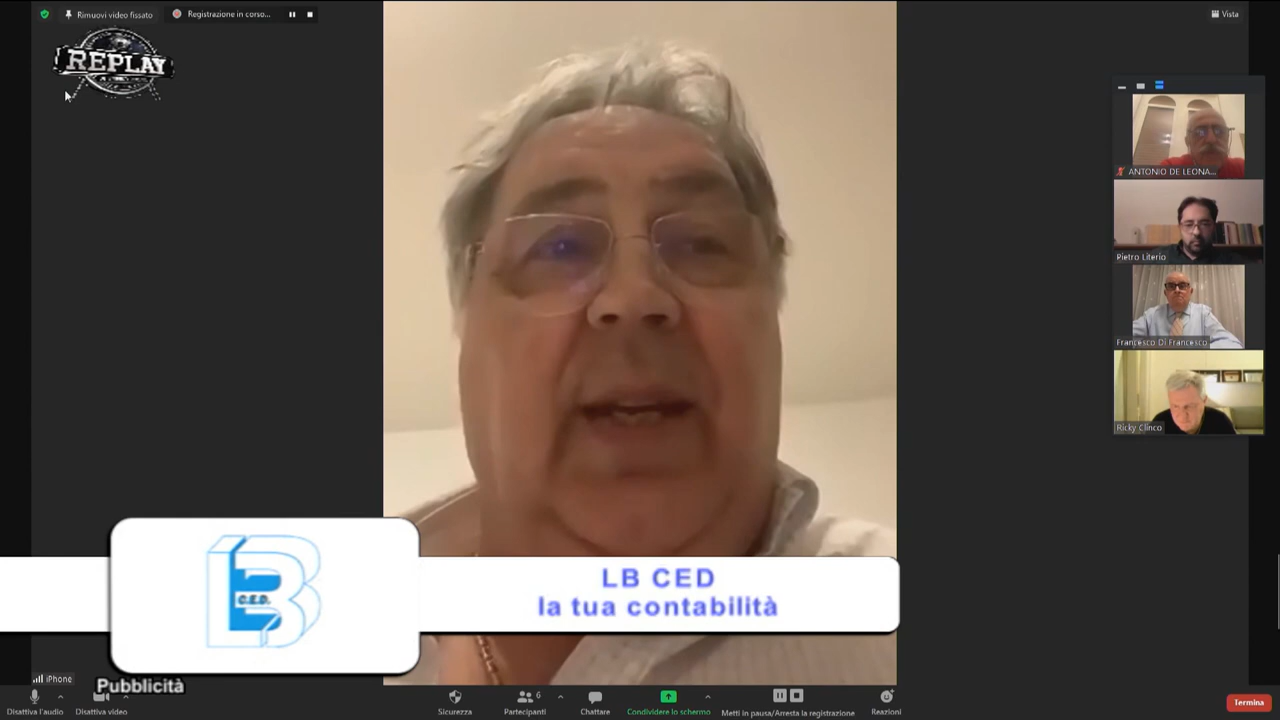 Rimuovi video fissato
Registrazione in corso...
Vista
REPLAY
ANTONIO DE LEONA...
Pietro Literio
Francesco Di Francesco
Ricky Clinco
C.E.D.
LB CED
la tua contabilità
iPhone
Pubblicità
Disattiva l'audio
Disattiva video
Sicurezza
Partecipanti
6
Chattare
Condividere lo schermo
Metti in pausa/Arresta la registrazione
Reazioni
Termina